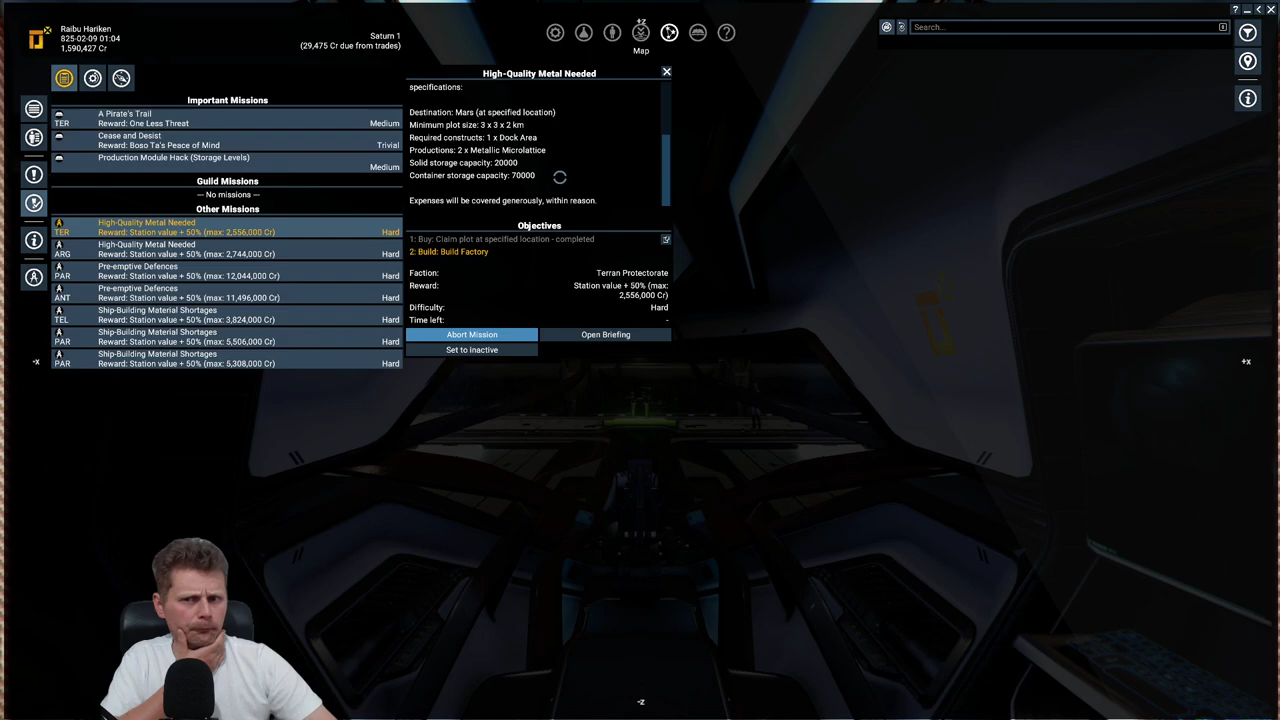 Raibu Hariken
825-02-09 01:04
1,590,427 Cr
Saturn 1
(29,475 Cr due from trades)
+Z
Map
Search...
Important Missions
A Pirate's Trail
TER Reward: One Less Threat Medium
Cease and Desist
Reward: Boso Ta's Peace of Mind Trivial
Production Module Hack (Storage Levels)
Medium
Guild Missions
--- No missions ---
Other Missions
High-Quality Metal Needed
TER Reward: Station value + 50% (max: 2,556,000 Cr) Hard
High-Quality Metal Needed
ARG Reward: Station value + 50% (max: 2,744,000 Cr) Hard
Pre-emptive Defences
PAR Reward: Station value + 50% (max: 12,044,000 Cr) Hard
Pre-emptive Defences
ANT Reward: Station value + 50% (max: 11,496,000 Cr) Hard
Ship-Building Material Shortages
TEL Reward: Station value + 50% (max: 3,824,000 Cr) Hard
Ship-Building Material Shortages
PAR Reward: Station value + 50% (max: 5,506,000 Cr) Hard
Ship-Building Material Shortages
PAR Reward: Station value + 50% (max: 5,308,000 Cr) Hard
High-Quality Metal Needed
specifications:
Destination: Mars (at specified location)
Minimum plot size: 3 x 3 x 2 km
Required constructs: 1 x Dock Area
Productions: 2 x Metallic Microlattice
Solid storage capacity: 20000
Container storage capacity: 70000
Expenses will be covered generously, within reason.
Objectives
1: Buy: Claim plot at specified location - completed
2: Build: Build Factory
Faction: Terran Protectorate
Reward: Station value + 50% (max:
2,556,000 Cr)
Difficulty: Hard
Time left: -
Abort Mission Open Briefing
Set to Inactive
-X
+X
-Z